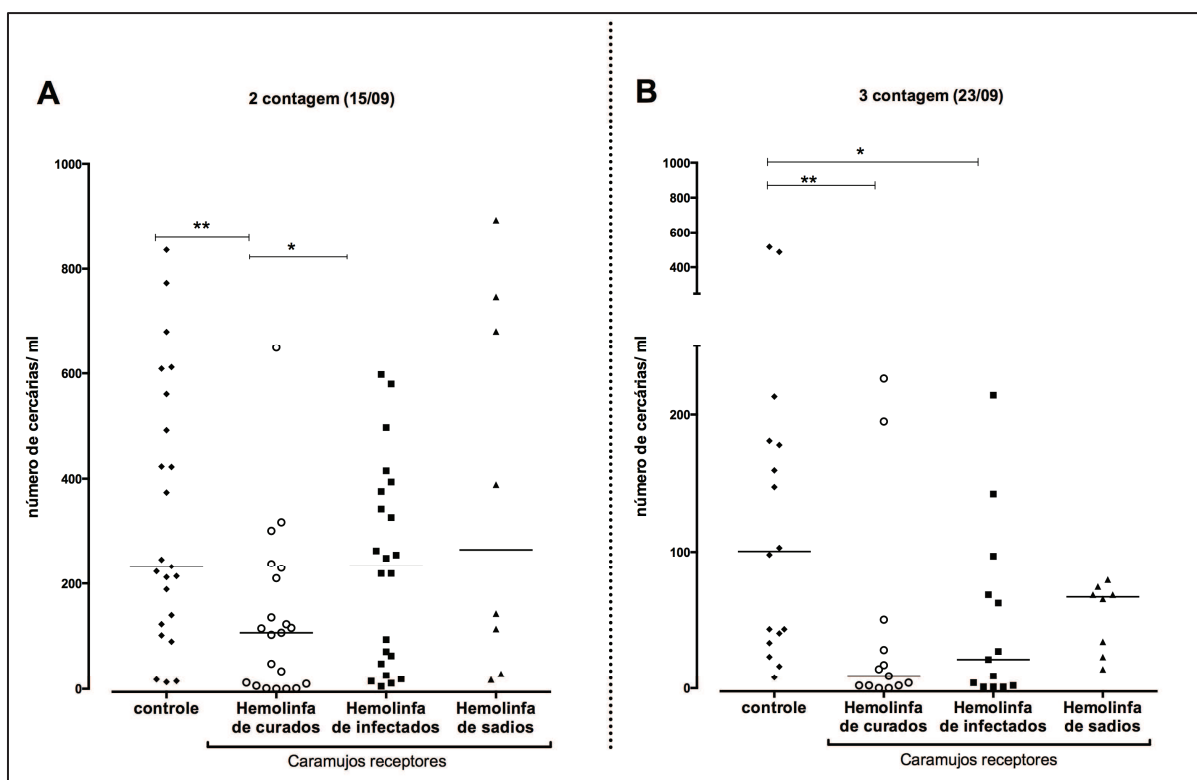 A
2 contagem (15/09)
número de cercárias/ ml
1000
800
600
400
200
0
**
*
controle
Hemolinfa
de curados
Hemolinfa
de infectados
Hemolinfa
de sadios
Caramujos receptores
B
3 contagem (23/09)
número de cercárias/ ml
1000
800
600
400
200
100
0
*
**
controle
Hemolinfa
de curados
Hemolinfa
de infectados
Hemolinfa
de sadios
Caramujos receptores